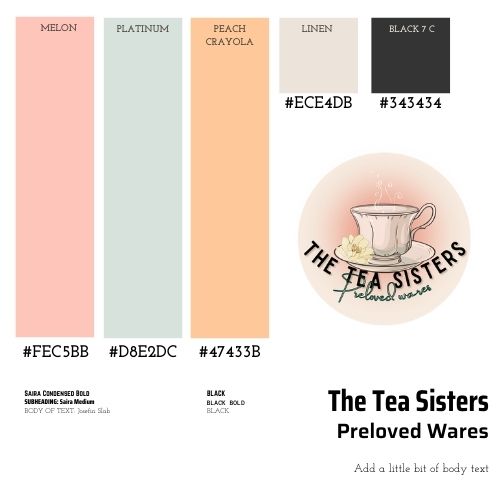 MELON
PLATINUM
PEACH
CRAYOLA
LINEN
BLACK 7 C
#ECE4DB
#343434
THE TEA SISTERS
Preloved wares
#FEC5BB
#D8E2DC
#47433B
SAIRA CONDENSED BOLD
SUBHEADING: Saira Medium
BODY OF TEXT: Josefin Slab
BLACK
BLACK BOLD
BLACK
The Tea Sisters
Preloved Wares
Add a little bit of body text